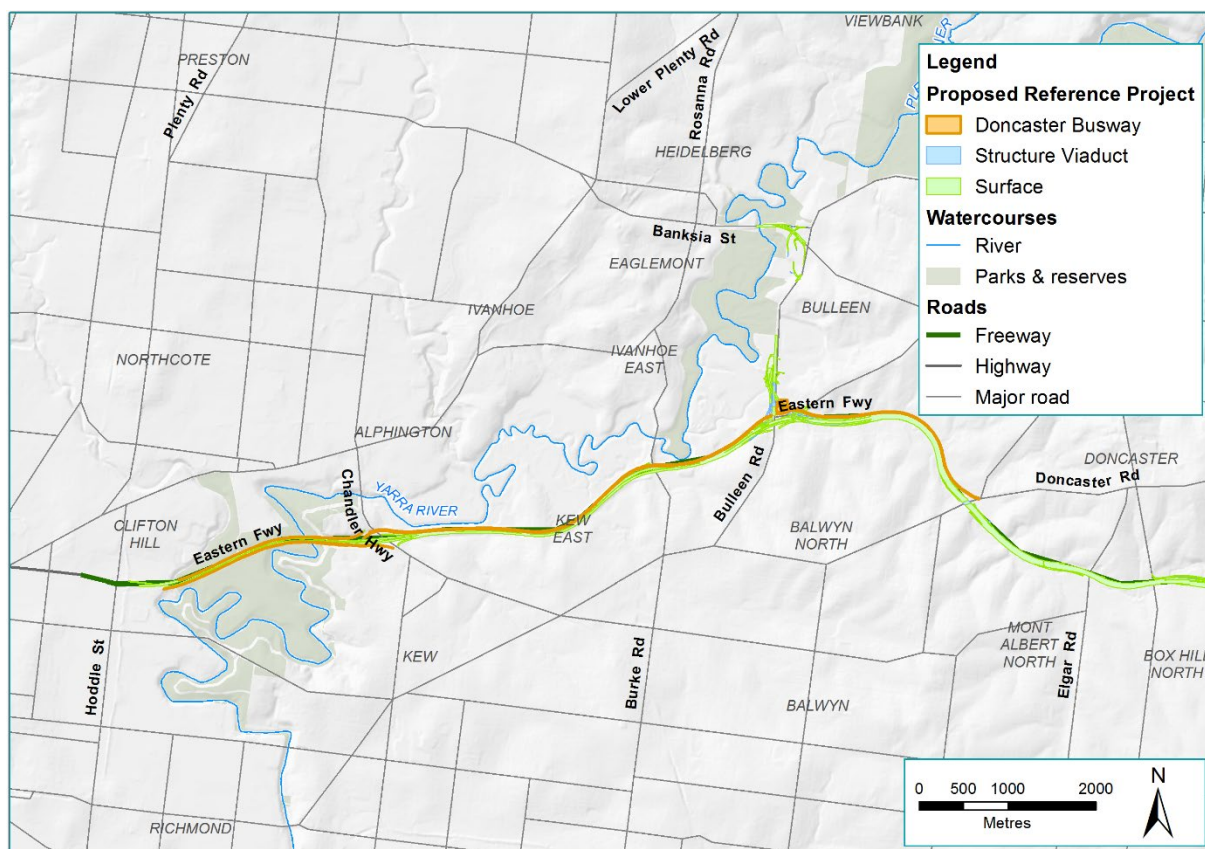 VIEWBANK
PRESTON
Plenty Rd
Lower Plenty Rd
Rosanna Rd
HEIDELBERG
Banksia St
EAGLEMONT
IVANHOE
BULLEEN
NORTHCOTE
IVANHOE
EAST
Eastern Fwy
ALPHINGTON
Chandler Hwy
YARRA RIVER
Bulleen Rd
DONCASTER
Doncaster Rd
CLIFTON
HILL
Eastern Fwy
KEW
EAST
BALWYN
NORTH
Hoddle St
KEW
Burke Rd
MONT
ALBERT
NORTH
Elgar Rd
BOX HILL
NORTH
BALWYN
RICHMOND
Legend
Proposed Reference Project
Doncaster Busway
Structure Viaduct
Surface
Watercourses
River
Parks & reserves
Roads
Freeway
Highway
Major road
0 500 1000 2000
Metres
N